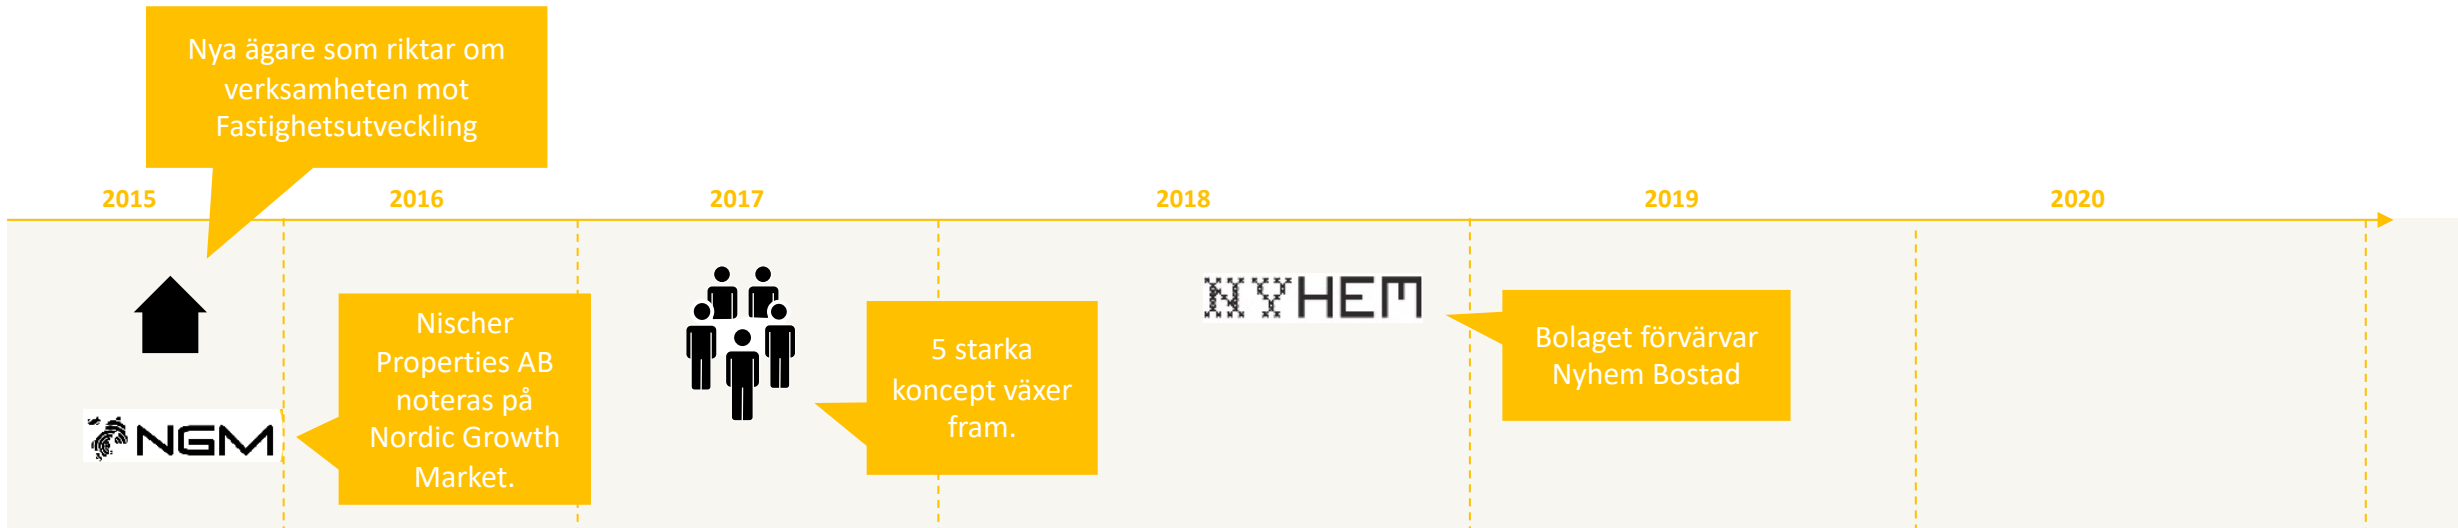 Nya ägare som riktar om
verksamheten mot
Fastighetsutveckling
2015
2016
2017
2018
2019
2020
NGM
Nischer
Properties AB
noteras på
Nordic Growth
Market.
5 starka
koncept växer
fram.
NYHEM
Bolaget förvärvar
Nyhem Bostad